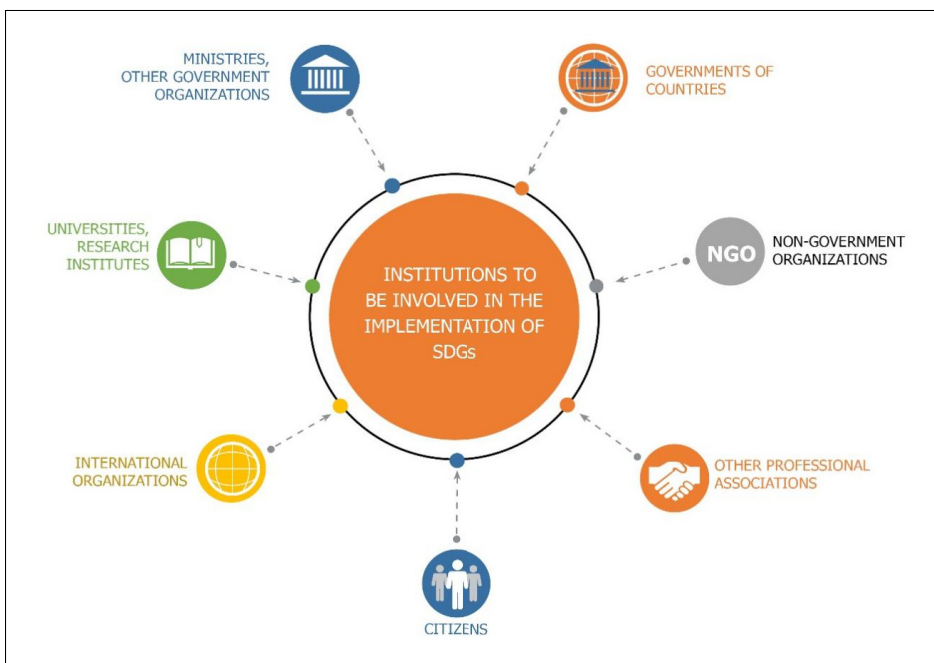 MINISTRIES,
OTHER GOVERNMENT
ORGANIZATIONS
GOVERNMENTS OF
COUNTRIES
UNIVERSITIES,
RESEARCH
INSTITUTES
NGO
NON-GOVERNMENT
ORGANIZATIONS
INSTITUTIONS TO
BE INVOLVED IN THE
IMPLEMENTATION OF
SDGs
INTERNATIONAL
ORGANIZATIONS
OTHER PROFESSIONAL
ASSOCIATIONS
CITIZENS